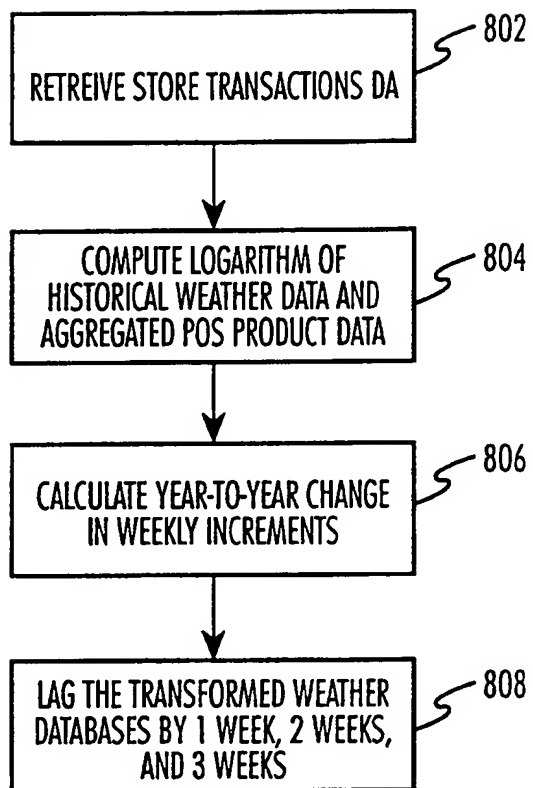 802
RETREIVE STORE TRANSACTIONS DA
804
COMPUTE LOGARITHM OF
HISTORICAL WEATHER DATA AND
AGGREGATED POS PRODUCT DATA
806
CALCULATE YEAR-TO-YEAR CHANGE
IN WEEKLY INCREMENTS
808
LAG THE TRANSFORMED WEATHER
DATABASES BY 1 WEEK, 2 WEEKS,
AND 3 WEEKS